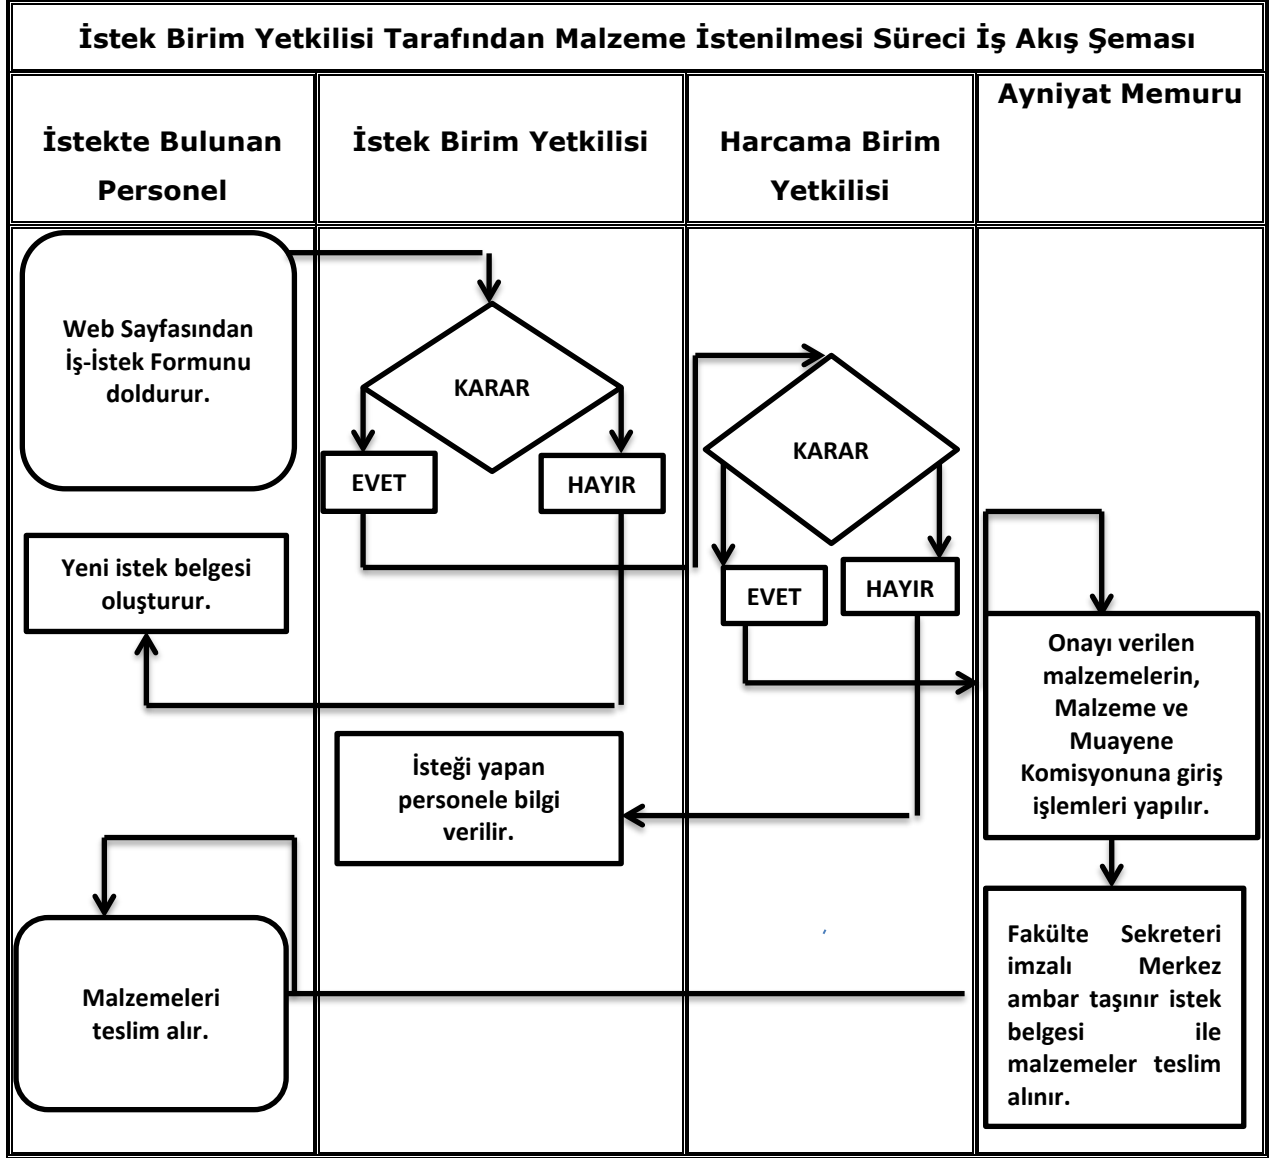 İstek Birim Yetkilisi Tarafından Malzeme İstenilmesi Süreci İş Akış Şeması
İstekte Bulunan
Personel
İstek Birim Yetkilisi
Harcama Birim
Yetkilisi
Ayniyat Memuru
Web Sayfasından
İş-İstek Formunu
doldurur.
KARAR
EVET
HAYIR
KARAR
EVET
HAYIR
Yeni istek belgesi
oluşturur.
Onayı verilen
malzemelerin,
Malzeme ve
Muayene
Komisyonuna giriş
işlemleri yapılır.
İsteği yapan
personele bilgi
verilir.
Fakülte Sekreteri
imzalı Merkez
ambar taşınır istek
belgesi ile
malzemeler teslim
alınır.
Malzemeleri
teslim alır.